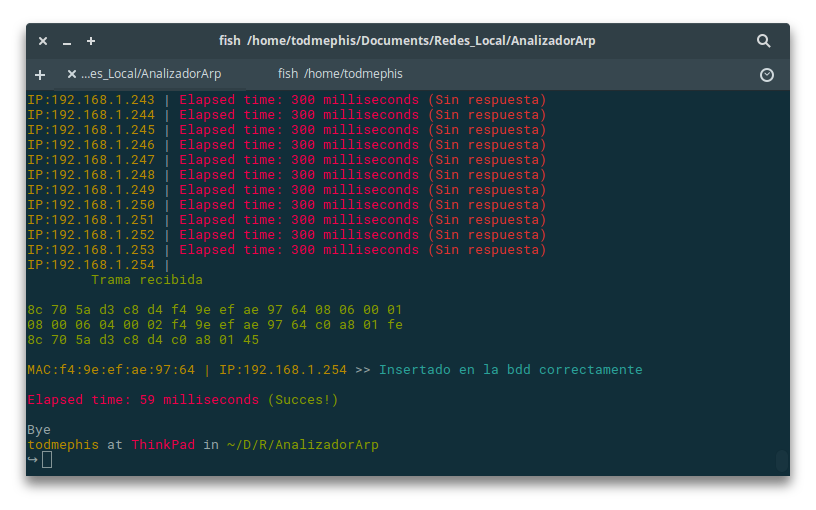 fish /home/todmephis/Documents/Redes_Local/AnalizadorArp
...es_Local/AnalizadorArp fish /home/todmephis
IP:192.168.1.243 | Elapsed time: 300 milliseconds (Sin respuesta)
IP:192.168.1.244 | Elapsed time: 300 milliseconds (Sin respuesta)
IP:192.168.1.245 | Elapsed time: 300 milliseconds (Sin respuesta)
IP:192.168.1.246 | Elapsed time: 300 milliseconds (Sin respuesta)
IP:192.168.1.247 | Elapsed time: 300 milliseconds (Sin respuesta)
IP:192.168.1.248 | Elapsed time: 300 milliseconds (Sin respuesta)
IP:192.168.1.249 | Elapsed time: 300 milliseconds (Sin respuesta)
IP:192.168.1.250 | Elapsed time: 300 milliseconds (Sin respuesta)
IP:192.168.1.251 | Elapsed time: 300 milliseconds (Sin respuesta)
IP:192.168.1.252 | Elapsed time: 300 milliseconds (Sin respuesta)
IP:192.168.1.253 | Elapsed time: 300 milliseconds (Sin respuesta)
IP:192.168.1.254 |
Trama recibida
8c 70 5a d3 c8 d4 f4 9e ef ae 97 64 08 06 00 01
08 00 06 04 00 02 f4 9e ef ae 97 64 c0 a8 01 fe
8c 70 5a d3 c8 d4 c0 a8 01 45
MAC:f4:9e:ef:ae:97:64 | IP:192.168.1.254 >> Insertado en la bdd correctamente
Elapsed time: 59 milliseconds (Succes!)
Bye
todmephis at ThinkPad in ~/D/R/AnalizadorArp
↪